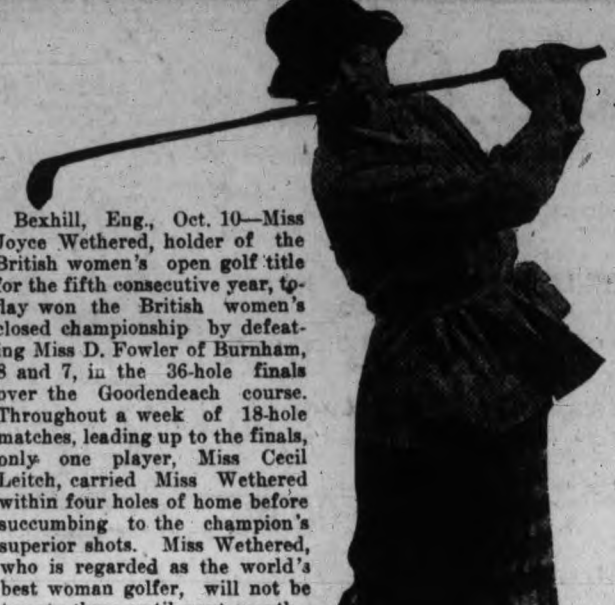 Bexhill, Eng., Oct. 10—Miss
Joyce Wethered, holder of the
British women's open golf title
for the fifth consecutive year, to-
day won the British women's
closed championship by defeat-
ing Miss D. Fowler of Burnham,
8 and 7, in the 36-hole finals
over the Goodendeach course.
Throughout a week of 18-hole
matches, leading up to the finals,
only one player, Miss Cecil
Leitch, carried Miss Wethered
within four holes of home before
succumbing to the champion's
superior shots. Miss Wethered,
who is regarded as the world's
best woman golfer, will not be